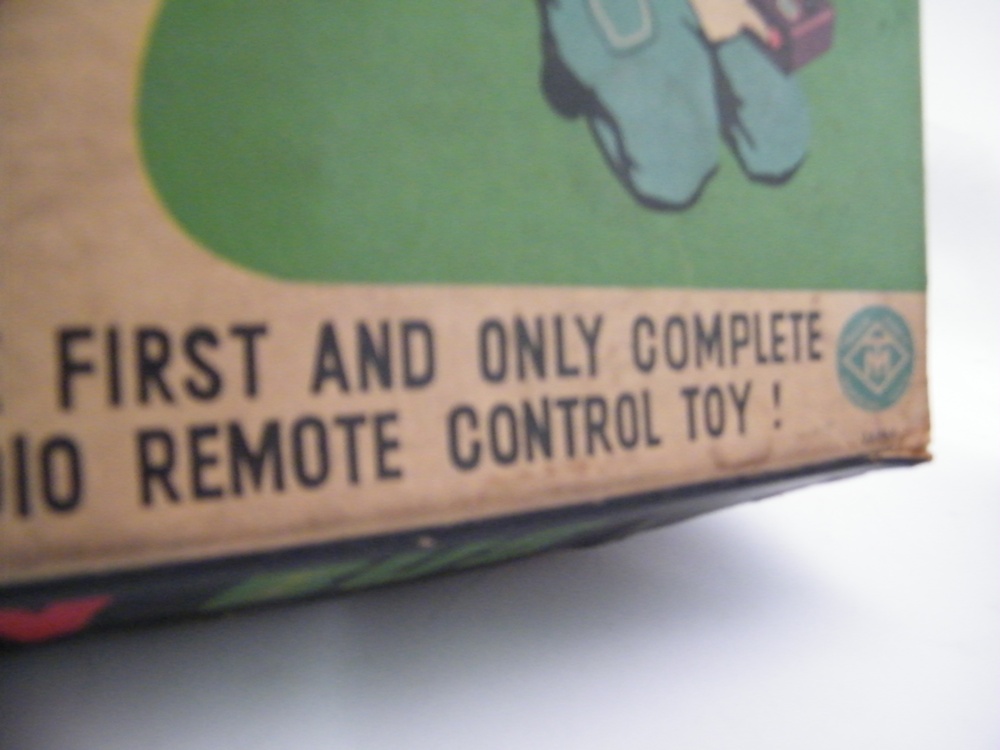 FIRST AND ONLY COMPLETE
DIO REMOTE CONTROL TOY !
M